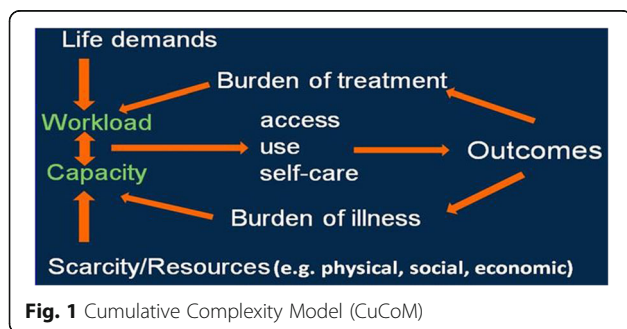 Life demands
Burden of treatment
Workload
access
use
Outcomes
Capacity
self-care
Burden of illness
Scarcity/Resources (e.g. physical, social, economic)
Fig. 1 Cumulative Complexity Model (CuCoM)